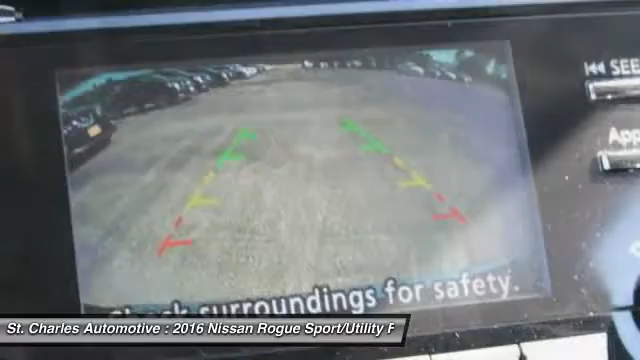 SEE
App
Check surroundings for safety.
St. Charles Automotive : 2016 Nissan Rogue Sport/Utility F